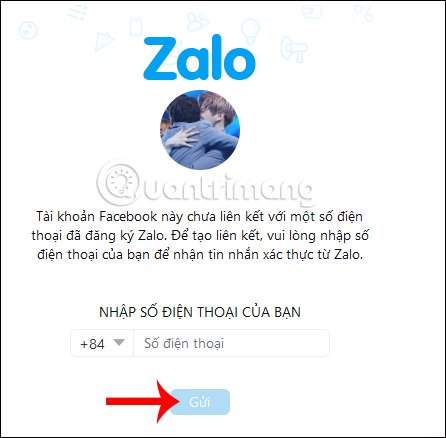 Zalo
Quantrimang
Tài khoản Facebook này chưa liên kết với một số điện
thoại đã đăng ký Zalo. Để tạo liên kết, vui lòng nhập số
điện thoại của bạn để nhận tin nhắn xác thực từ Zalo.
NHẬP SỐ ĐIỆN THOẠI CỦA BẠN
+84 Số điện thoại
Gửi